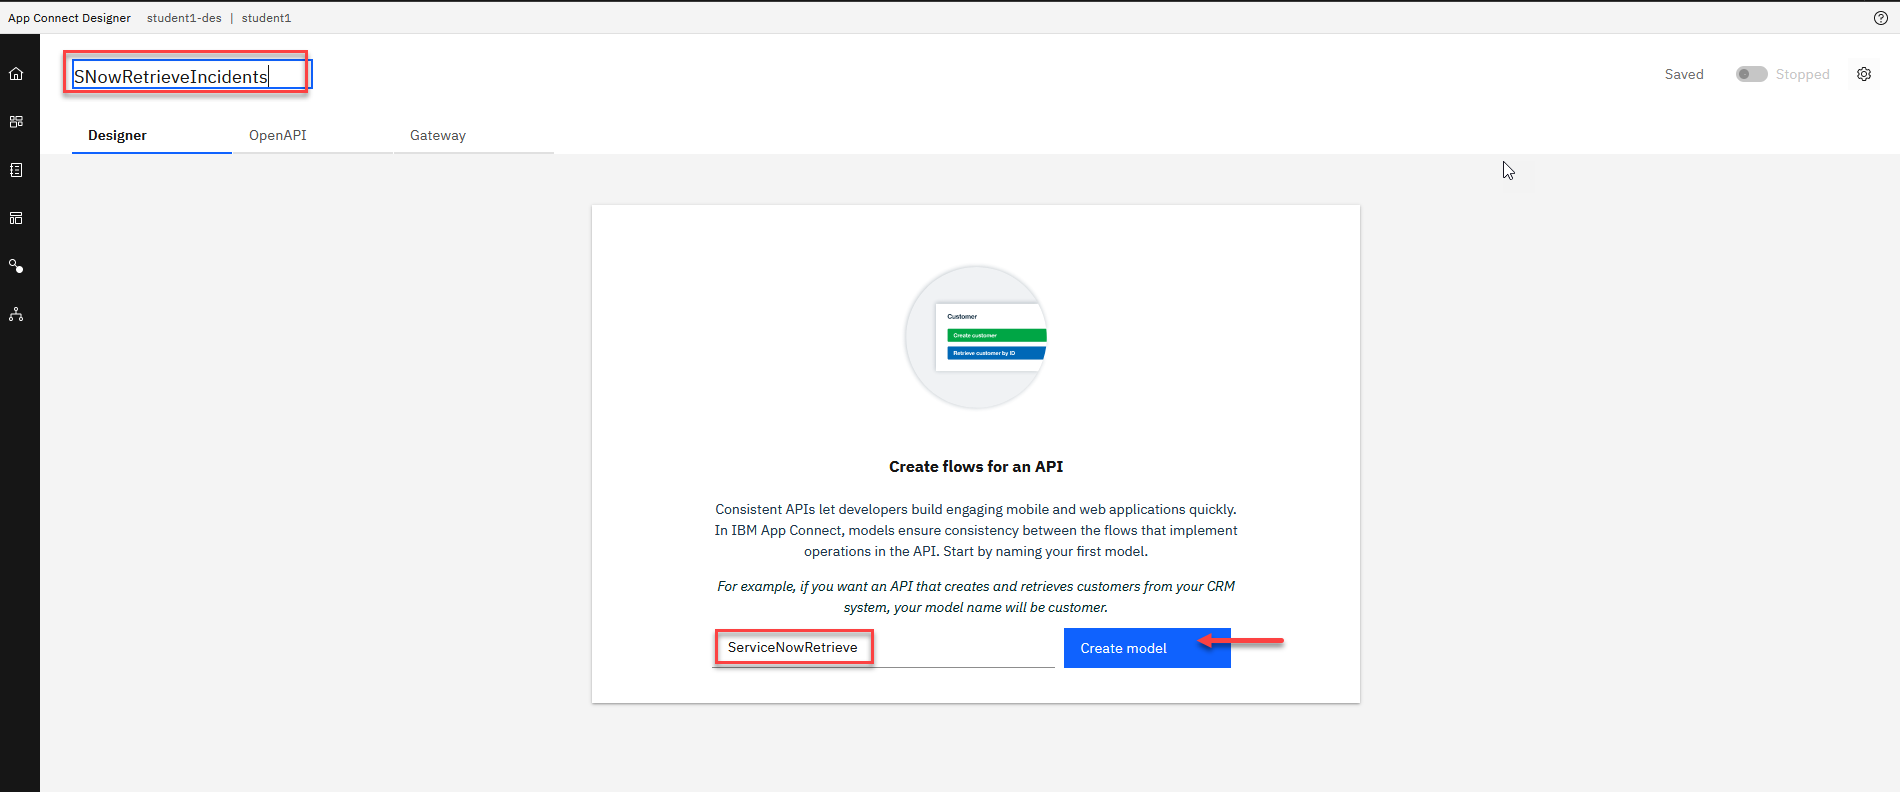 App Connect Designer student1-des | student1
SNowRetrieveIncidents
Saved Stopped
Designer OpenAPI Gateway
Customer
Create customer
Retrieve customer by ID
Create flows for an API
Consistent APIs let developers build engaging mobile and web applications quickly.
In IBM App Connect, models ensure consistency between the flows that implement
operations in the API. Start by naming your first model.
For example, if you want an API that creates and retrieves customers from your CRM
system, your model name will be customer.
ServiceNowRetrieve Create model